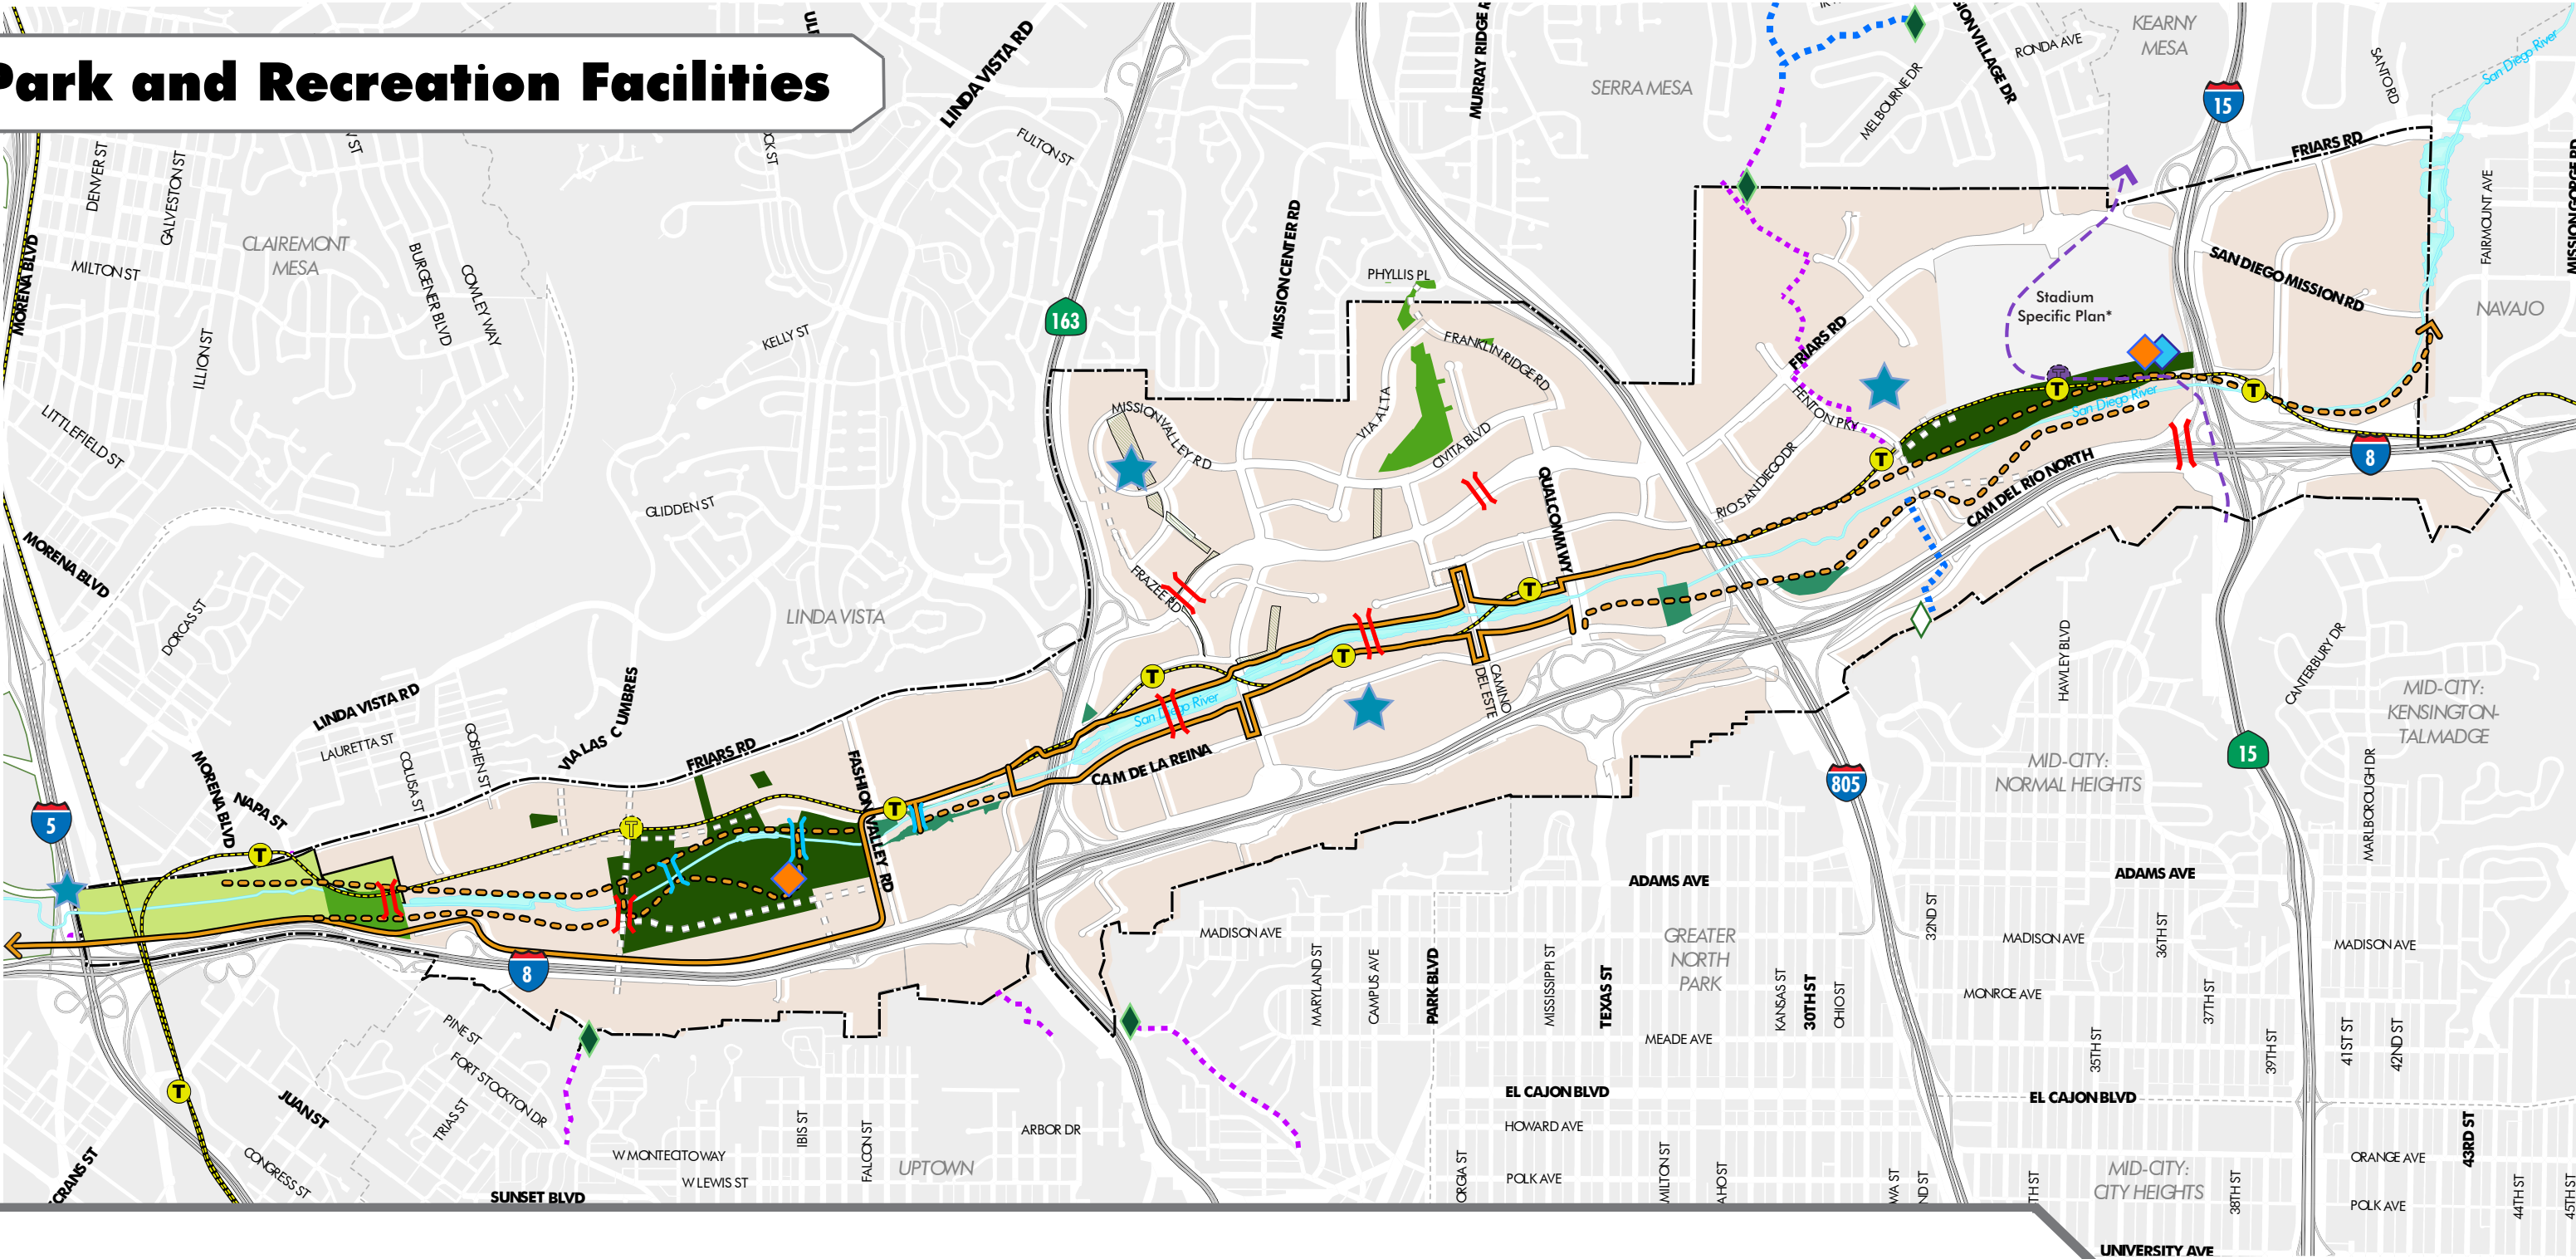 Park and Recreation Facilities
LINDA VISTA RD
FULTON ST
MURRAY RIDGE R
SERRA MESA
MELBOURNE DR
RONDA AVE
KEARNY
MESA
SANTO RD
San Diego River
15
FRIARS RD
FAIRMOUNT AVE
NAVAJO
DENVER ST
GALVESTON ST
CLAIREMONT
MESA
MILTON ST
MORENA BLVD
BURGENER BLVD
COWLEY WAY
ILLION ST
LITTLEFIELD ST
KELLY ST
GLIDDEN ST
163
MISSION CENTER RD
PHYLLIS PL
FRANKLIN RIDGE RD
VIA ALTA
CIVITA BLVD
MISSION VALLEY RD
QUALCOMM WY
FRIARS RD
FENTON PKY
RIO SAN DIEGO DR
Stadium
Specific Plan*
SAN DIEGO MISSION RD
San Diego River
T
T
T
8
CAM DEL RIO NORTH
MORENA BLVD
DORCAS ST
LINDA VISTA
FRAZEE RD
T
T
T
San Diego River
CAMINO
DEL ESTE
CAM DE LA REINA
LINDA VISTA RD
LAURETTA ST
COLUSA ST
GOSHEN ST
VIA LAS CUMBRES
FRIARS RD
FASHION VALLEY RD
MORENA BLVD
NAPA ST
5
T
T
T
8
805
HAWLEY BLVD
CANTERBURY DR
MID-CITY:
KENSINGTON-
TALMADGE
MID-CITY:
NORMAL HEIGHTS
15
MARLBOROUGH DR
ADAMS AVE
ADAMS AVE
MADISON AVE
MARYLAND ST
CAMPUS AVE
PARK BLVD
MISSISSIPPI ST
TEXAS ST
GREATER
NORTH
PARK
KANSAS ST
30TH ST
OHIO ST
32ND ST
MADISON AVE
36TH ST
MADISON AVE
MONROE AVE
37TH ST
35TH ST
39TH ST
41ST ST
42ND ST
MEADE AVE
EL CAJON BLVD
EL CAJON BLVD
HOWARD AVE
43RD ST
ORANGE AVE
PINE ST
FORT STOCKTON DR
TRIAS ST
JUAN ST
CONGRESS ST
T
IBIS ST
FALCON ST
ARBOR DR
W MONTECITO WAY
W LEWIS ST
UPTOWN
SUNSET BLVD
POLK AVE
MID-CITY:
CITY HEIGHTS
38TH ST
POLK AVE
44TH ST
45TH ST
UNIVERSITY AVE